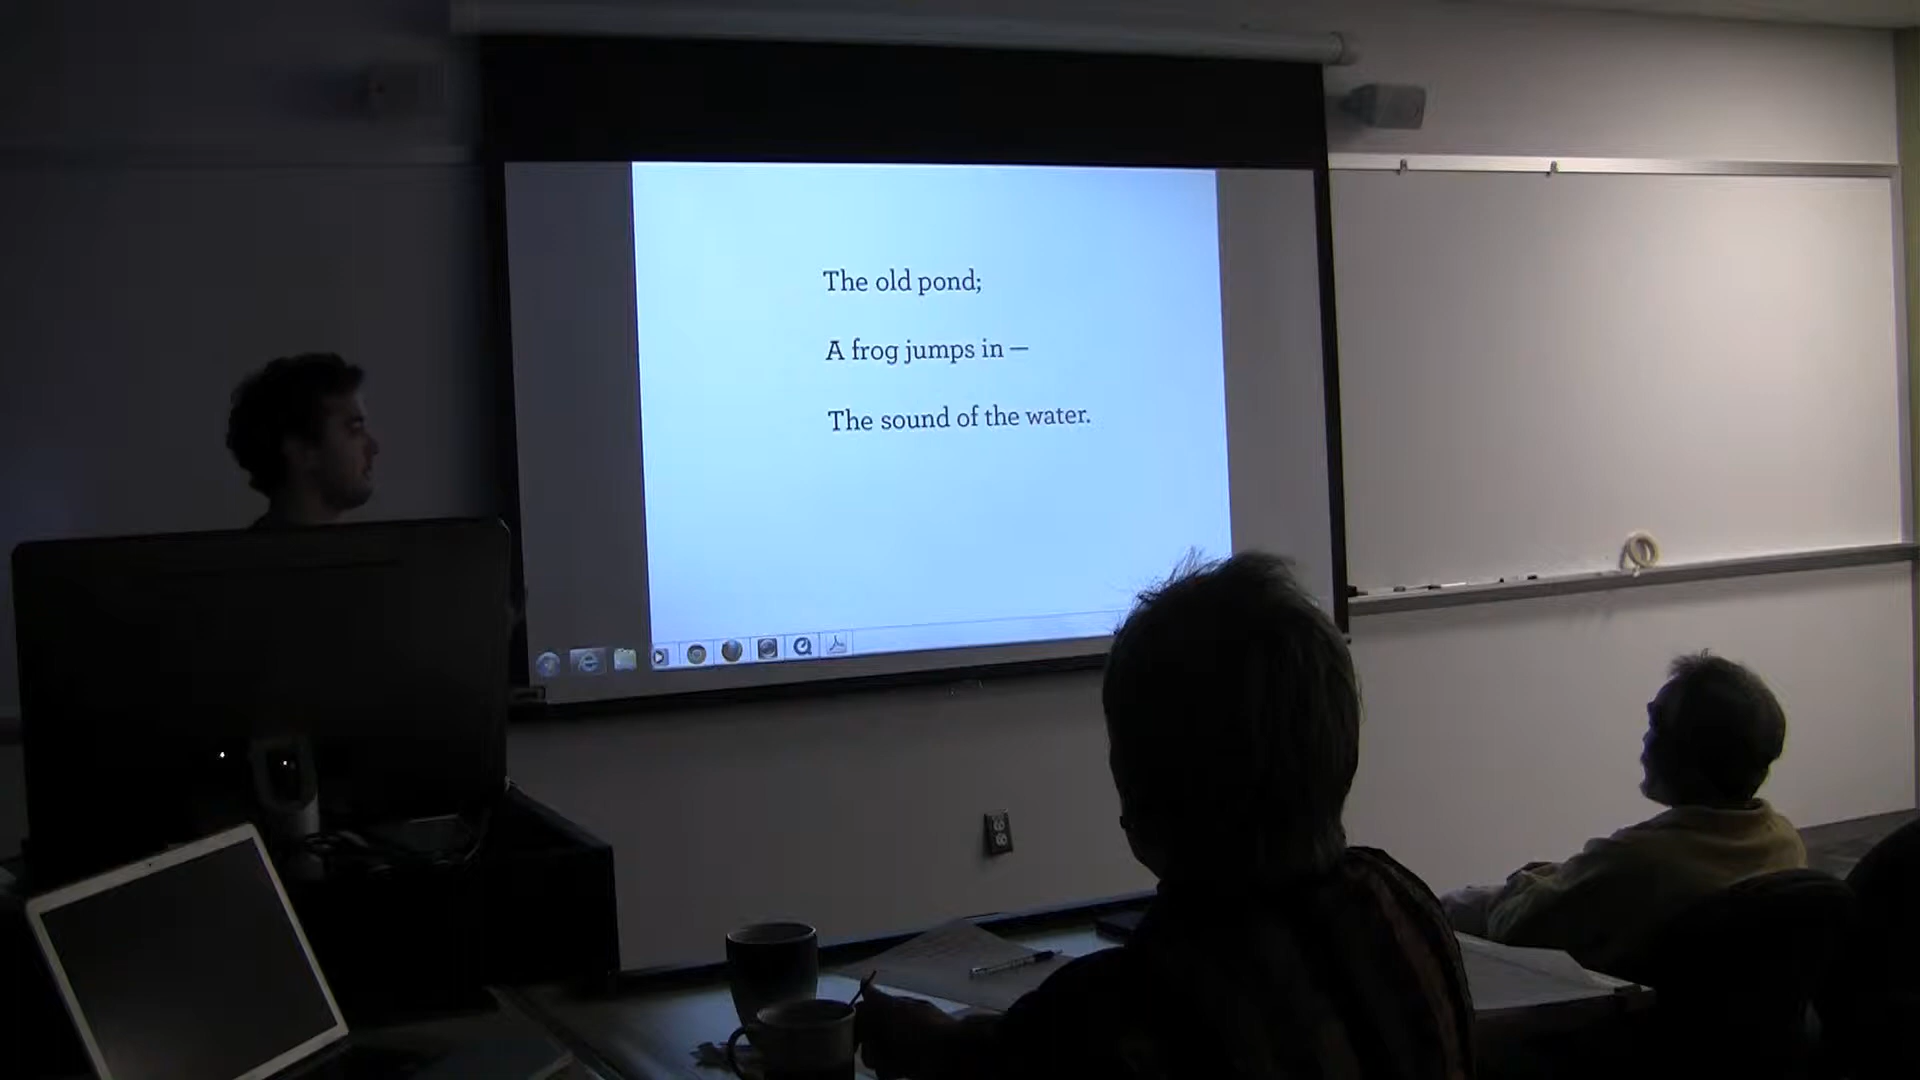 The old pond;
A frog jumps in —
The sound of the water.